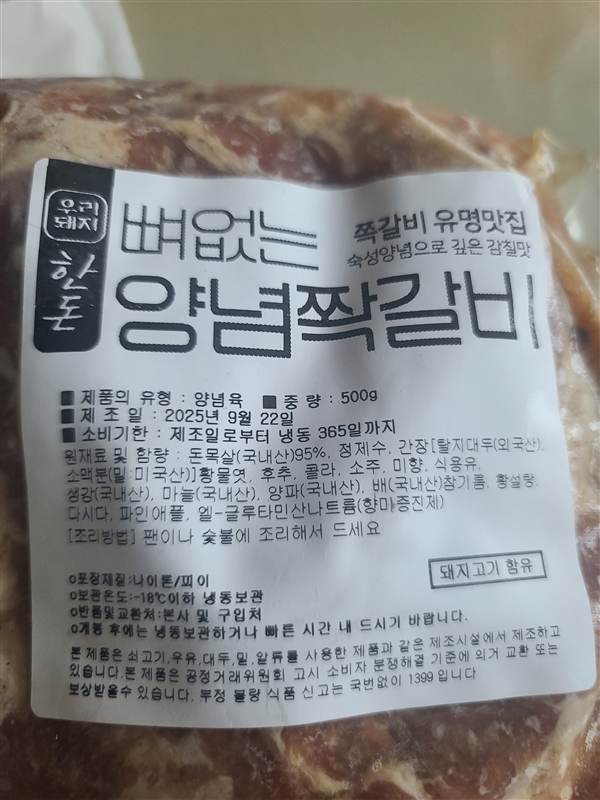 우리
돼지
한돈
뼈없는
쪽갈비 유명맛집
숙성양념으로 깊은 감칠맛
양념짝갈비
■ 제품의 유형 : 양념육 ■ 중 량 : 500g
■ 제 조 일 : 2025년 9월 22일
■ 소비기한 : 제조일로부터 냉동 365일까지
원재료 및 함량 : 돈목살(국내산)95%, 정제수, 간장[탈지대두(외국산),
소맥분(밀:미국산)]황물엿, 후추, 콜라, 소주, 미향, 식용유,
생강(국내산), 마늘(국내산), 양파(국내산), 배(국내산)참기름, 황설탕,
다시다, 파인애플, 엘-글루타민산나트륨(향미증진제)
[조리방법] 팬이나 숯불에 조리해서 드세요
돼지고기 함유
o포장재질:나이론/피이
o보관온도:-18℃이하 냉동보관
o반품및교환처:본사 및 구입처
o개봉 후에는 냉동보관하거나 빠른 시간 내 드시기 바랍니다.
본 제품은 쇠고기,우유,대두,밀,알류를 사용한 제품과 같은 제조시설에서 제조하고
있습니다.본 제품은 공정거래위원회 고시 소비자 분쟁해결 기준에 의거 교환 또는
보상받을수 있습니다. 부정 불량 식품 신고는 국번없이 1399 입니다